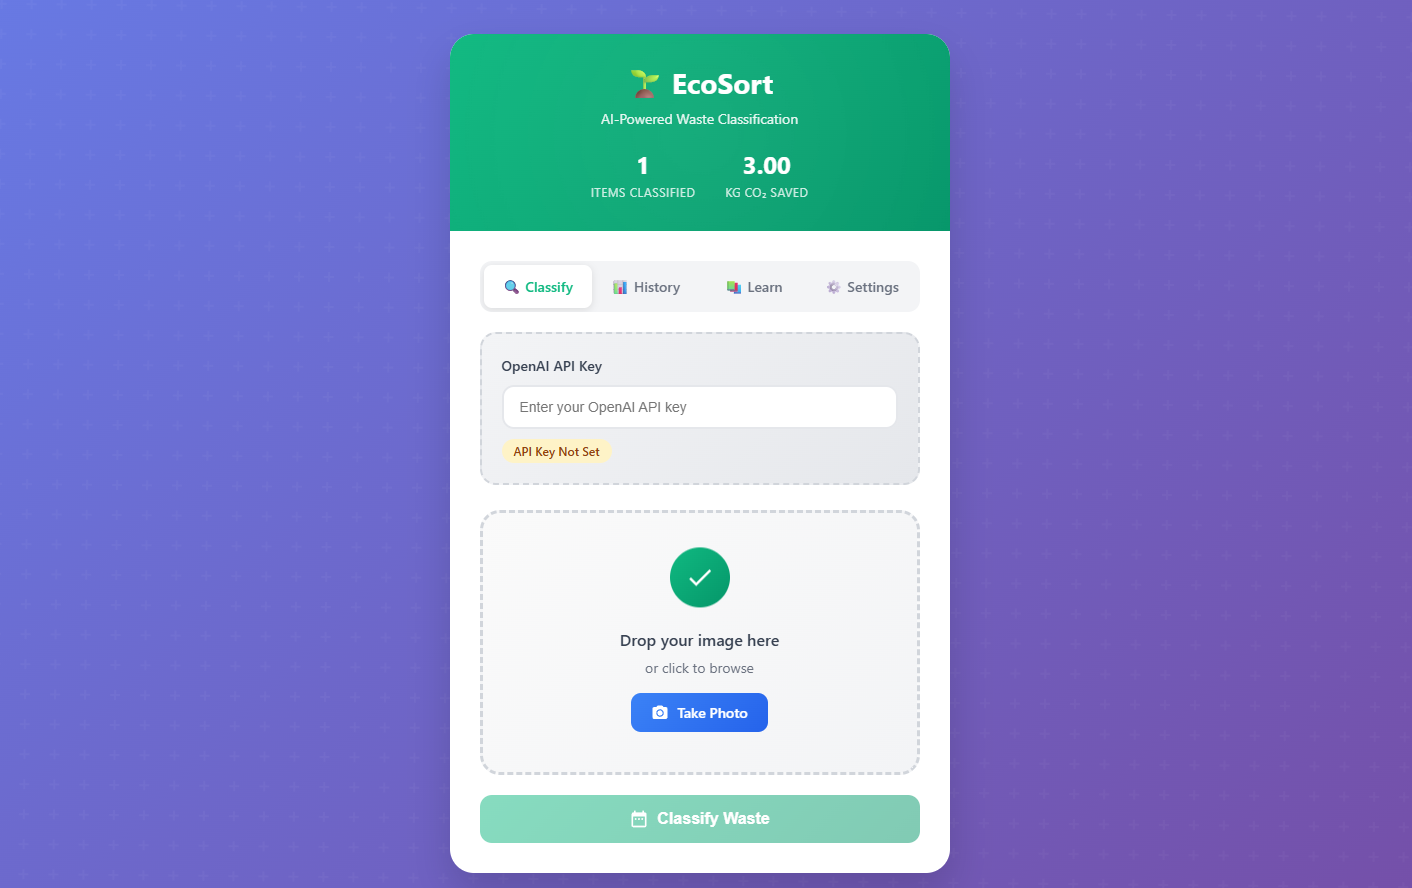 EcoSort
AI-Powered Waste Classification
1
ITEMS CLASSIFIED
3.00
KG CO₂ SAVED
Classify
History
Learn
Settings
OpenAI API Key
Enter your OpenAI API key
API Key Not Set
Drop your image here
or click to browse
Take Photo
Classify Waste